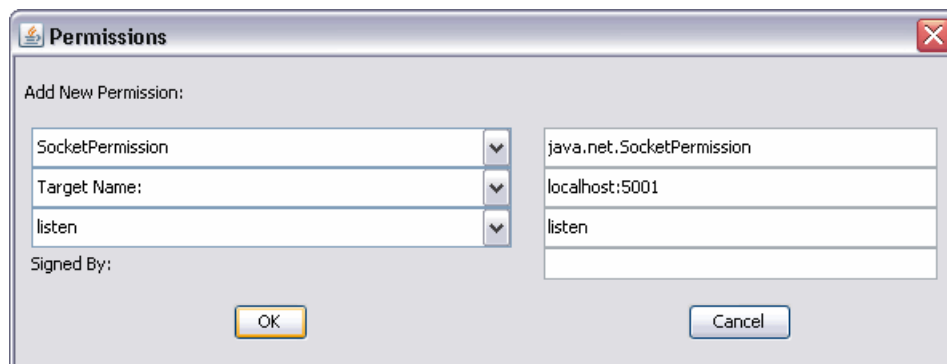 Permissions
Add New Permission:
SocketPermission java.net.SocketPermission
Target Name: localhost:5001
listen listen
Signed By:
OK Cancel